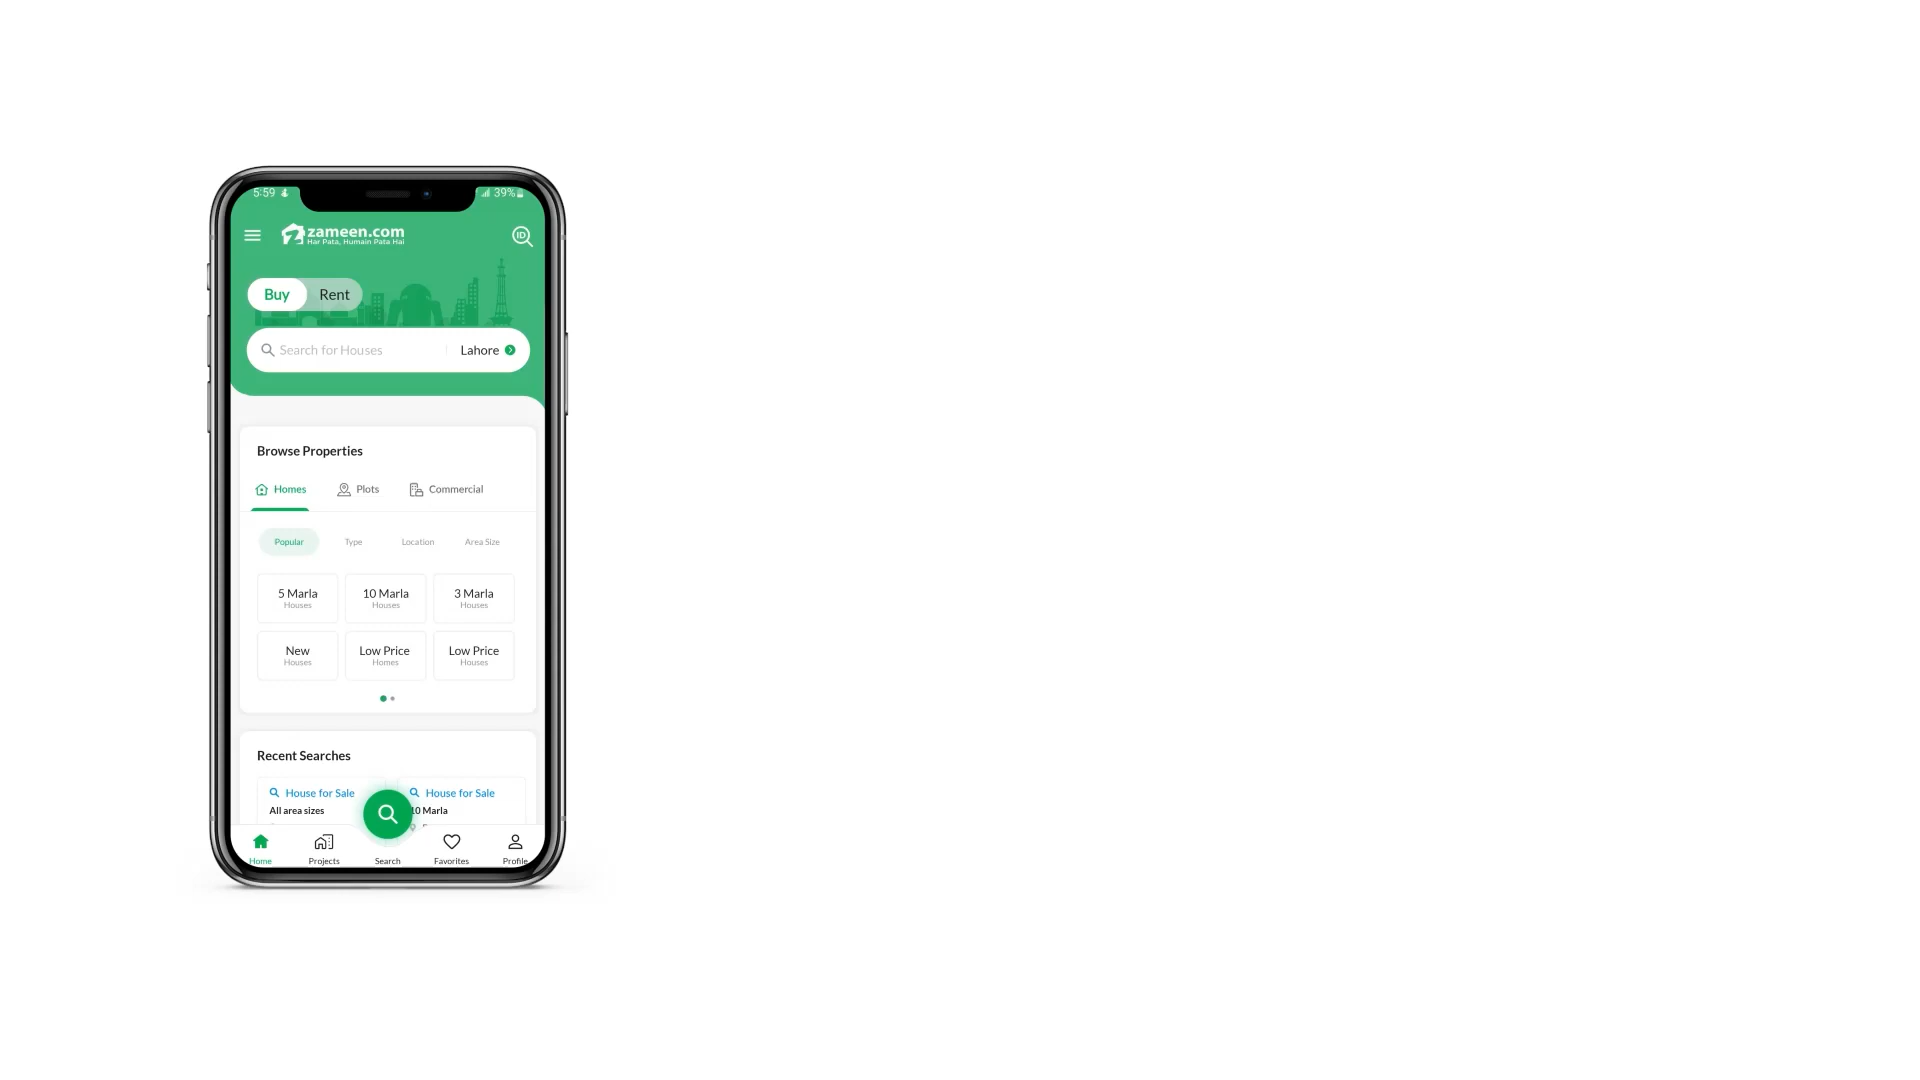 5:59
39%
zameen.com
Har Pata, Humain Pata Hai
ID
Buy
Rent
Search for Houses
Lahore
Browse Properties
Homes
Plots
Commercial
Popular
Type
Location
Area Size
5 Marla
Houses
10 Marla
Houses
3 Marla
Houses
New
Houses
Low Price
Homes
Low Price
Houses
Recent Searches
House for Sale
All area sizes
House for Sale
10 Marla
Home
Projects
Search
Favorites
Profile